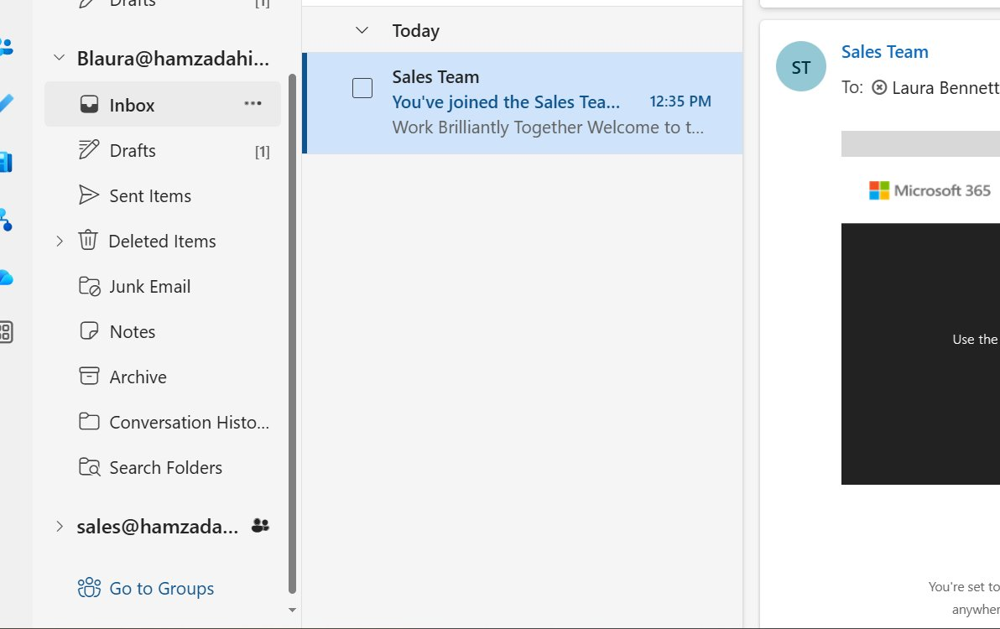 Drafts [1]
Blaura@hamzadahi...
Inbox ...
Drafts [1]
Sent Items
Deleted Items
Junk Email
Notes
Archive
Conversation Histo...
Search Folders
sales@hamzada...
Go to Groups
Today
Sales Team
You've joined the Sales Tea... 12:35 PM
Work Brilliantly Together Welcome to t...
ST
Sales Team
To: Laura Bennett
Microsoft 365
Use the
You're set to
anywher